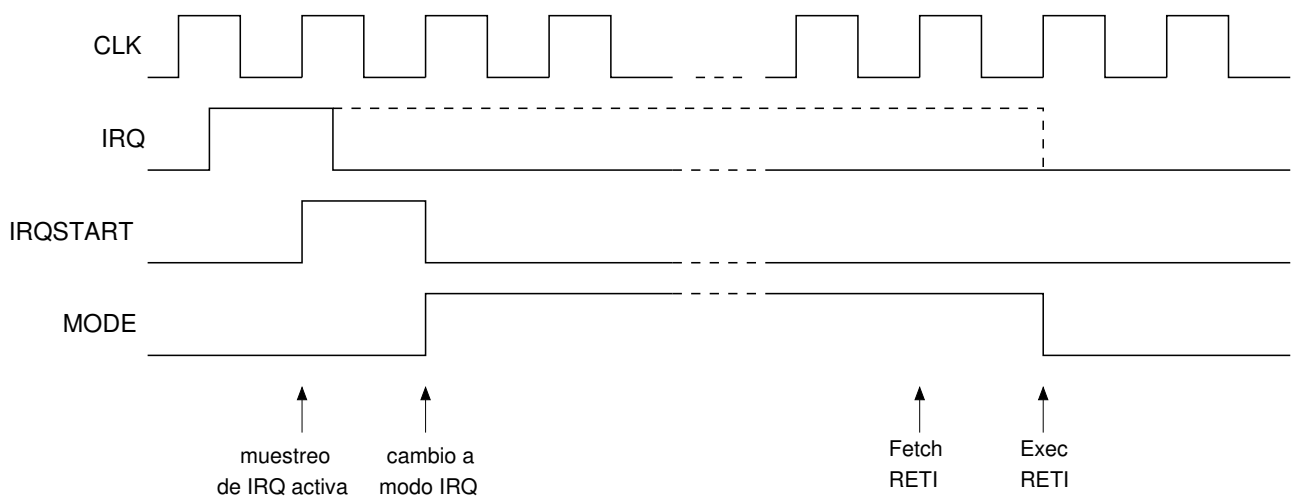 CLK
IRQ
IRQSTART
MODE
muestreo
de IRQ activa
cambio a
modo IRQ
Fetch
RETI
Exec
RETI